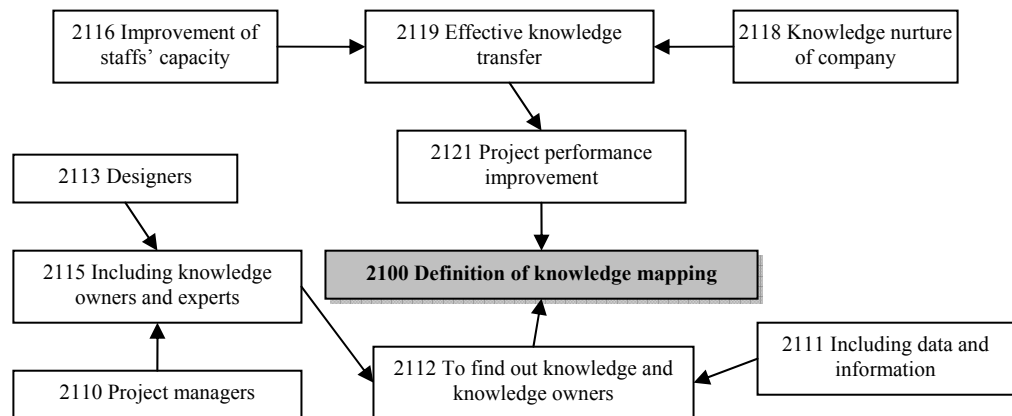 2116 Improvement of
staffs' capacity
2119 Effective knowledge
transfer
2118 Knowledge nurture
of company
2121 Project performance
improvement
2113 Designers
2115 Including knowledge
owners and experts
2100 Definition of knowledge mapping
2111 Including data and
information
2112 To find out knowledge and
knowledge owners
2110 Project managers